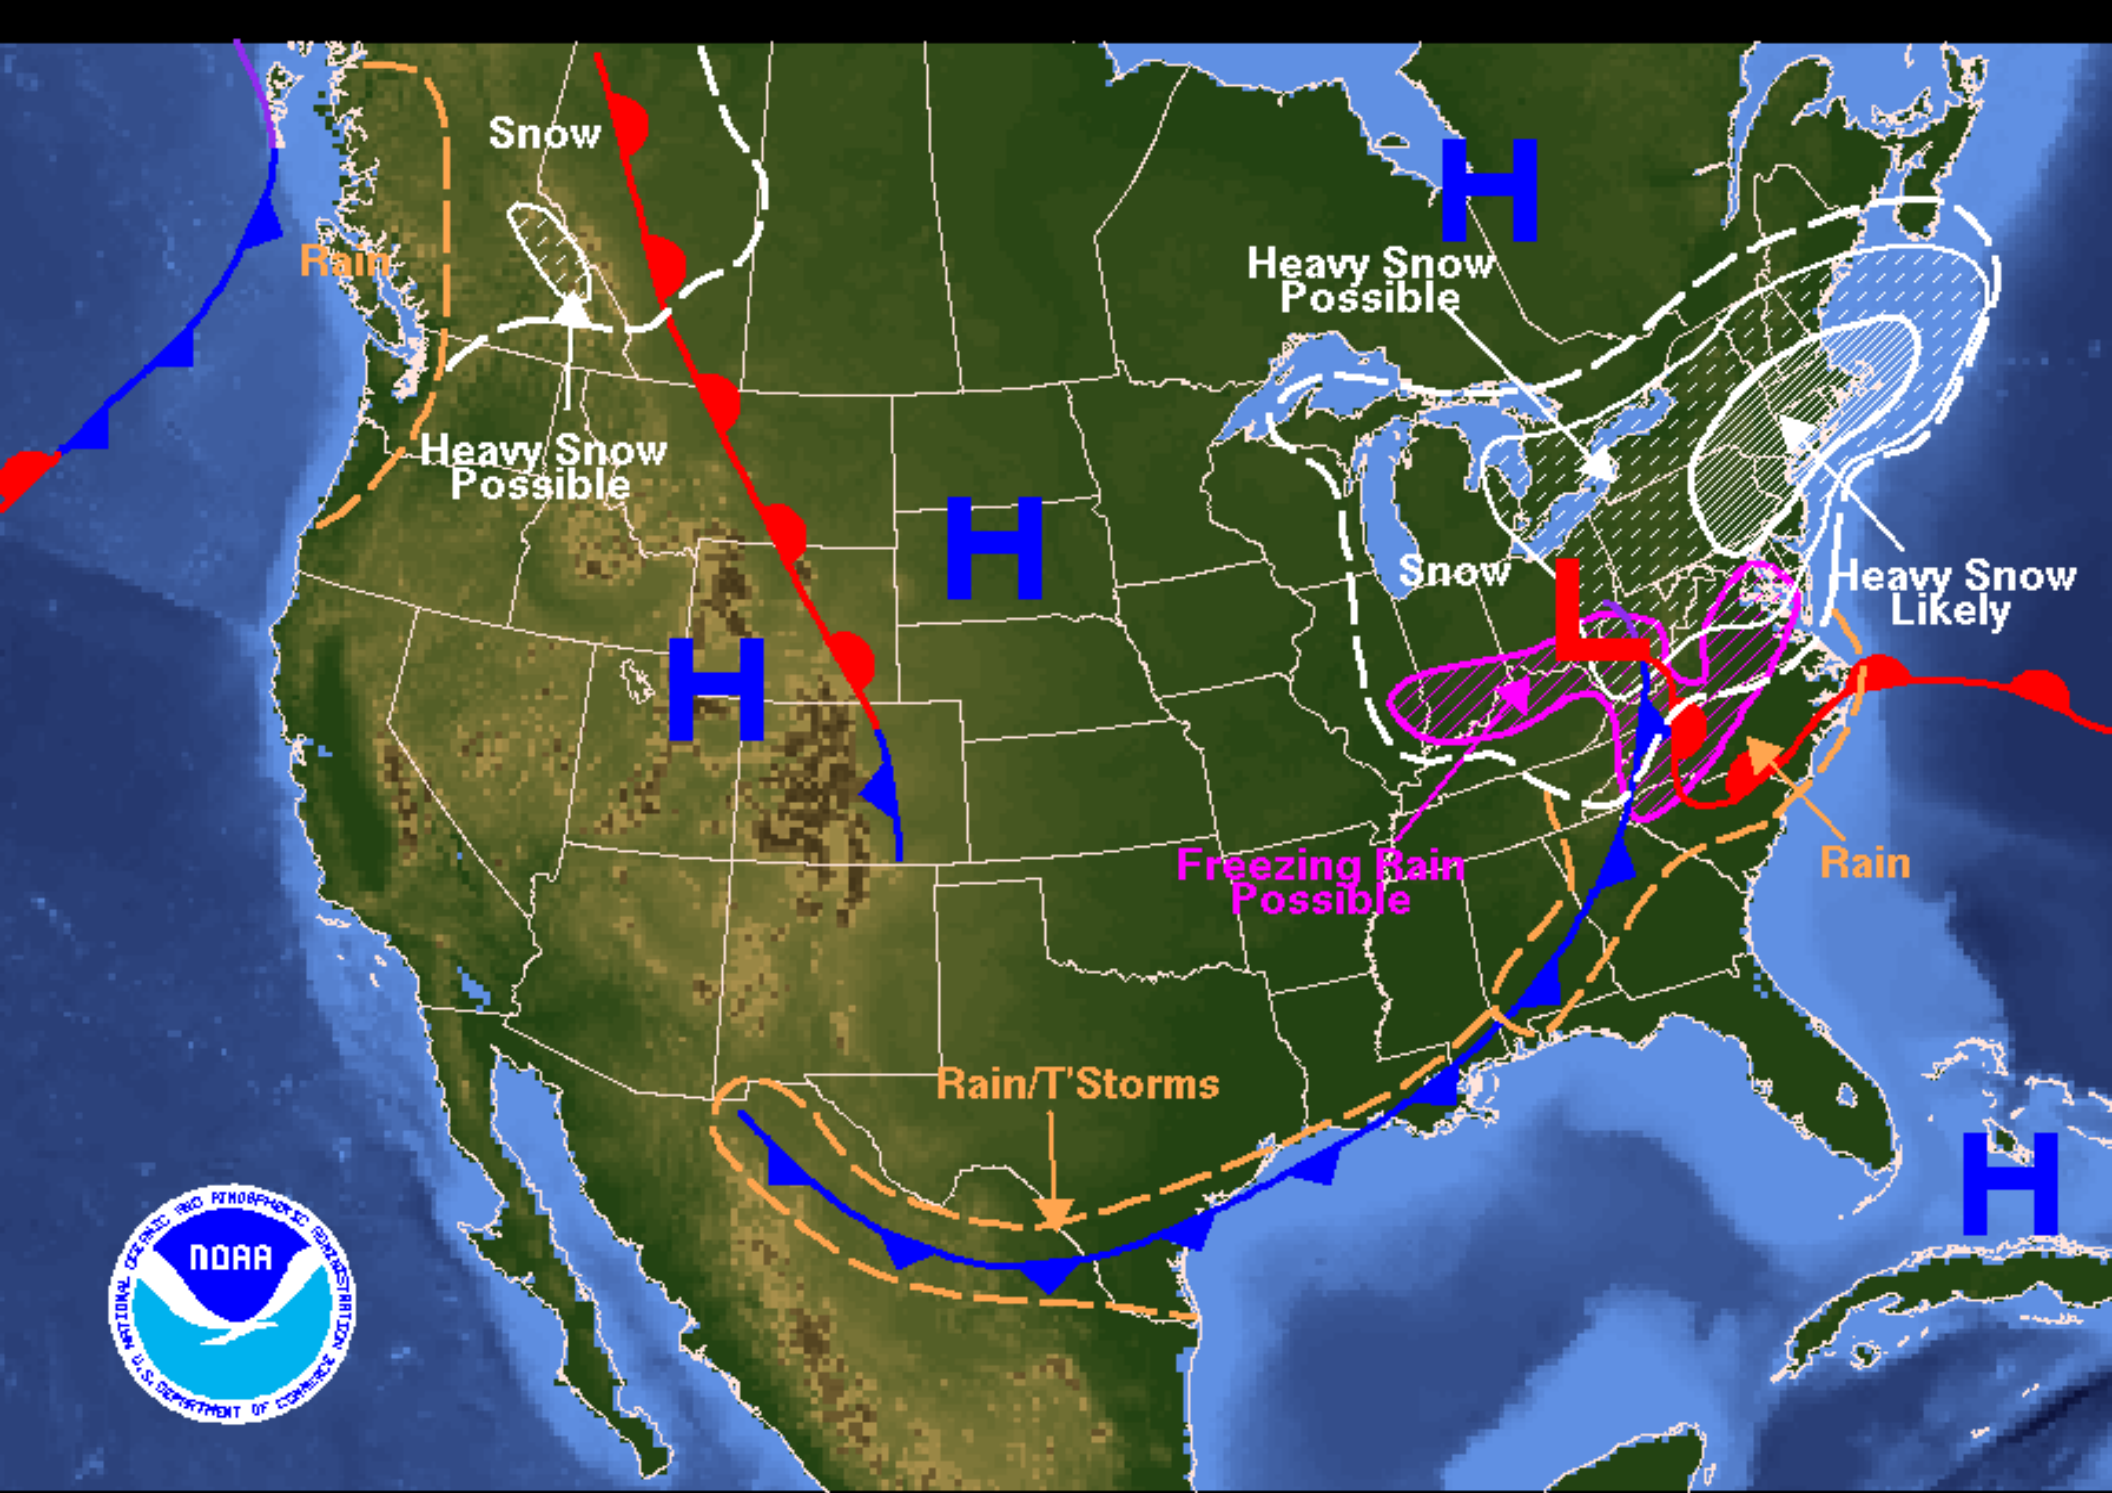 Snow
Rain
H
Heavy Snow
Possible
Heavy Snow
Possible
H
Snow
L
Heavy Snow
Likely
H
Freezing Rain
Possible
Rain
Rain/T'Storms
H
NOAA
NATIONAL OCEANIC AND ATMOSPHERIC ADMINISTRATION
U.S. DEPARTMENT OF COMMERCE